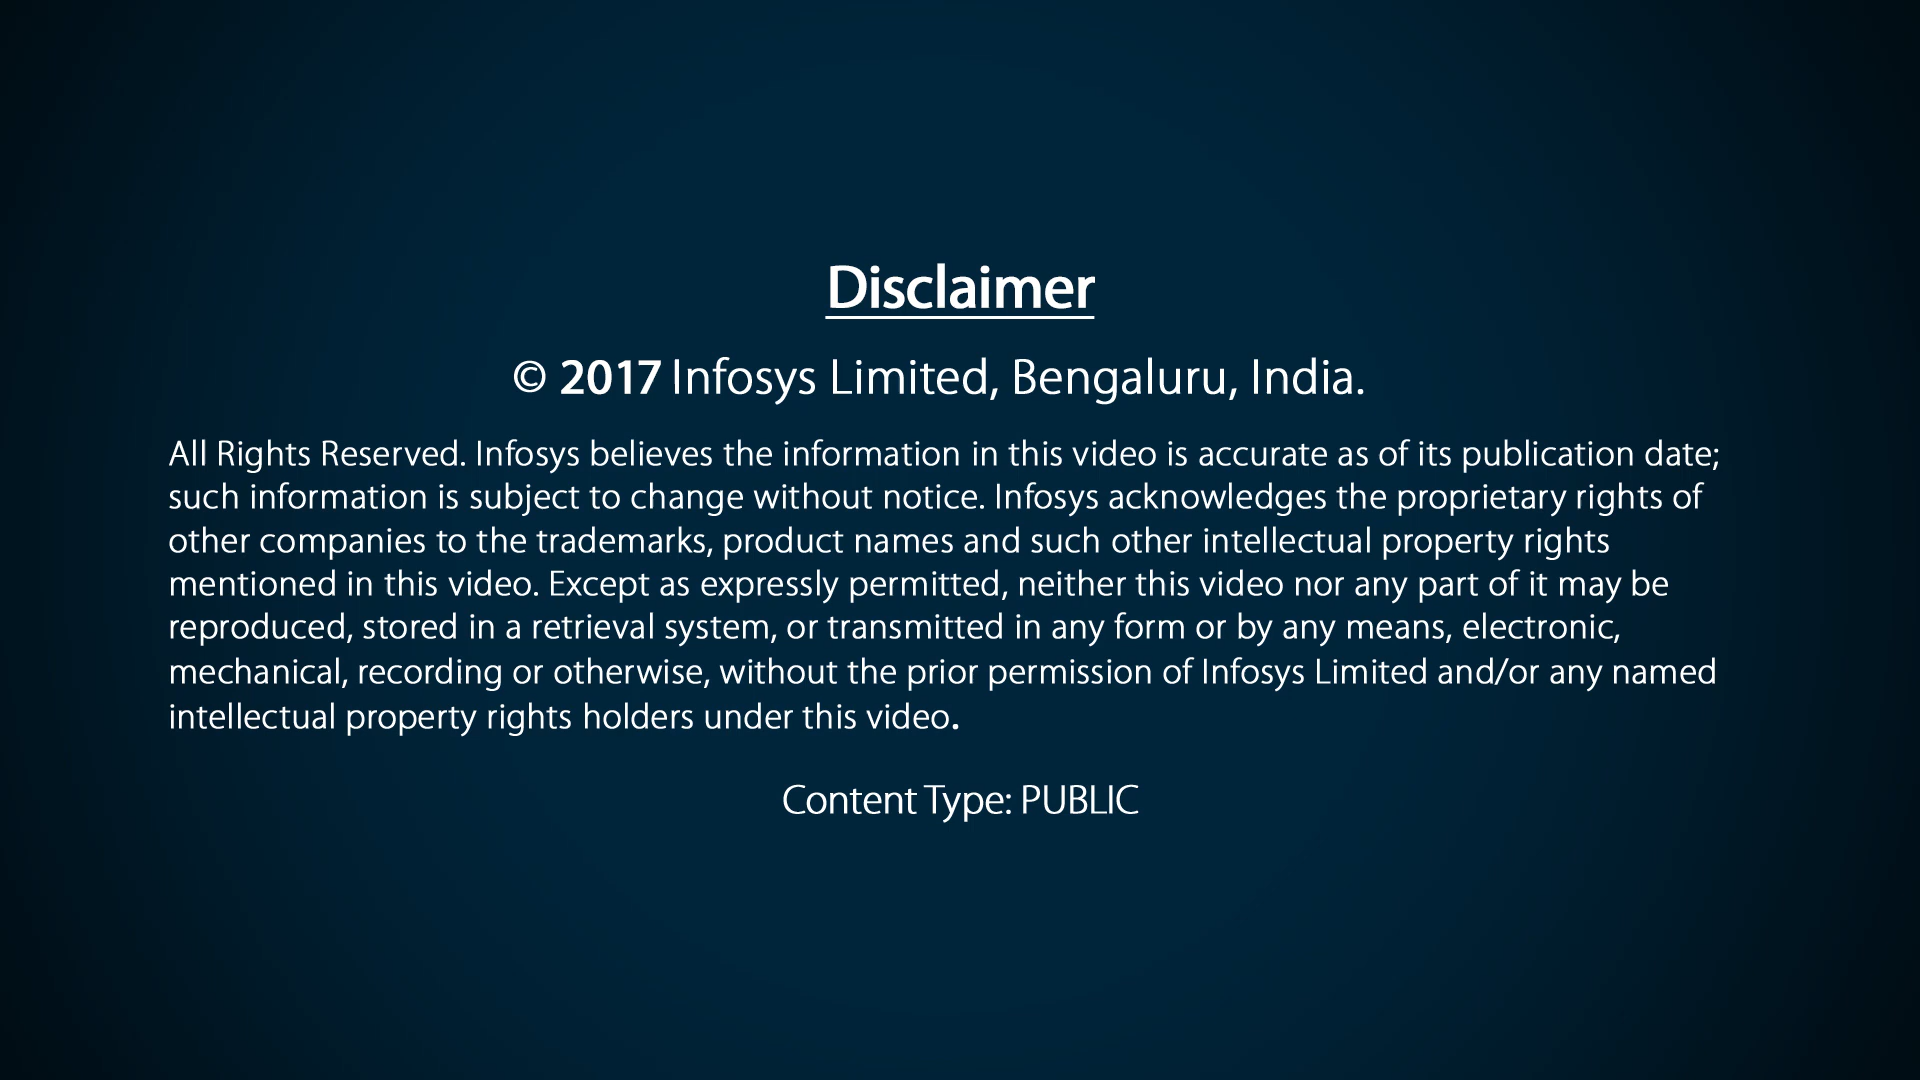 Disclaimer
© 2017 Infosys Limited, Bengaluru, India.
All Rights Reserved. Infosys believes the information in this video is accurate as of its publication date;
such information is subject to change without notice. Infosys acknowledges the proprietary rights of
other companies to the trademarks, product names and such other intellectual property rights
mentioned in this video. Except as expressly permitted, neither this video nor any part of it may be
reproduced, stored in a retrieval system, or transmitted in any form or by any means, electronic,
mechanical, recording or otherwise, without the prior permission of Infosys Limited and/or any named
intellectual property rights holders under this video.
Content Type: PUBLIC